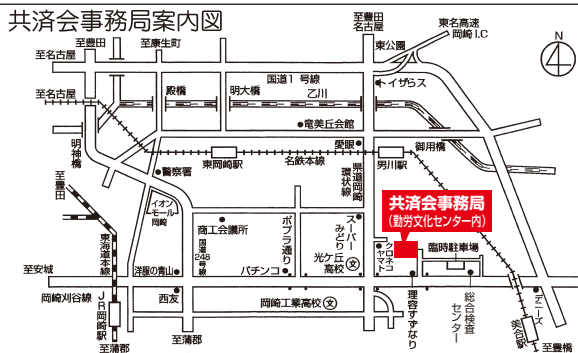 共済会事務局案内図
至豊田
至康生町
至豊田
名古屋
東名高速
岡崎I.C
N
至名古屋
東公園
国道1号線
トイザらス
至名古屋
殿橋
明大橋
乙川
竜美丘会館
明神橋
愛眼
御用橋
東岡崎駅
名鉄本線
男川駅
警察署
県道岡崎
環状線
至豊田
イオン
モール
岡崎
共済会事務局
(勤労文化センター内)
商工会議所
ポプラ通り
スーパー
みどり
東海道本線
国道248号線
光ケ丘
高校
文
クロネコ
ヤマト
臨時駐車場
至安城
洋服の青山
パチンコ
岡崎刈谷線
西友
岡崎工業高校
文
理容すずなり
総合検査
センター
デニーズ
JR岡崎駅
美合駅
至蒲郡
至蒲郡
至豊橋